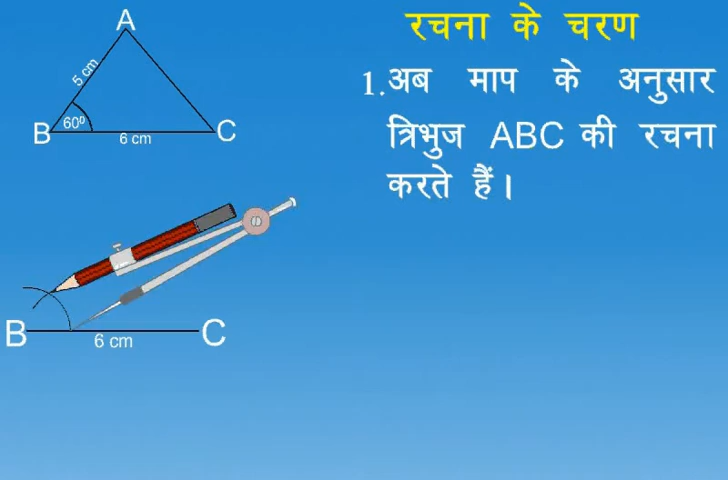 रचना के चरण
1. अब माप के अनुसार
त्रिभुज ABC की रचना
करते हैं।
A
5 cm
60⁰
B
6 cm
C
B
6 cm
C